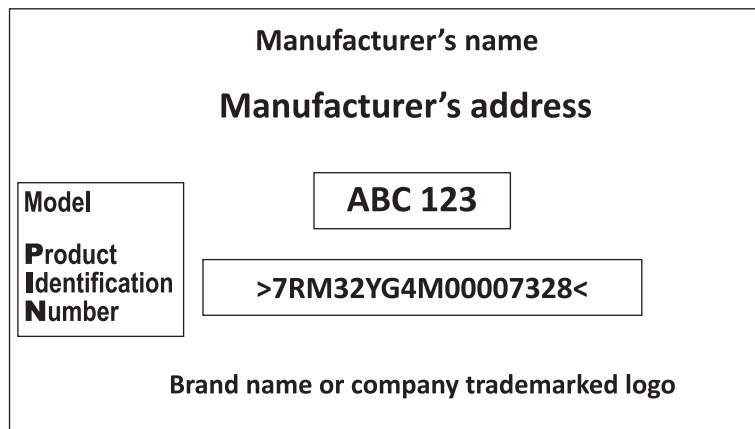 Manufacturer’s name
Manufacturer’s address
Model
ABC 123
Product
Identification
Number
>7RM32YG4M00007328<
Brand name or company trademarked logo